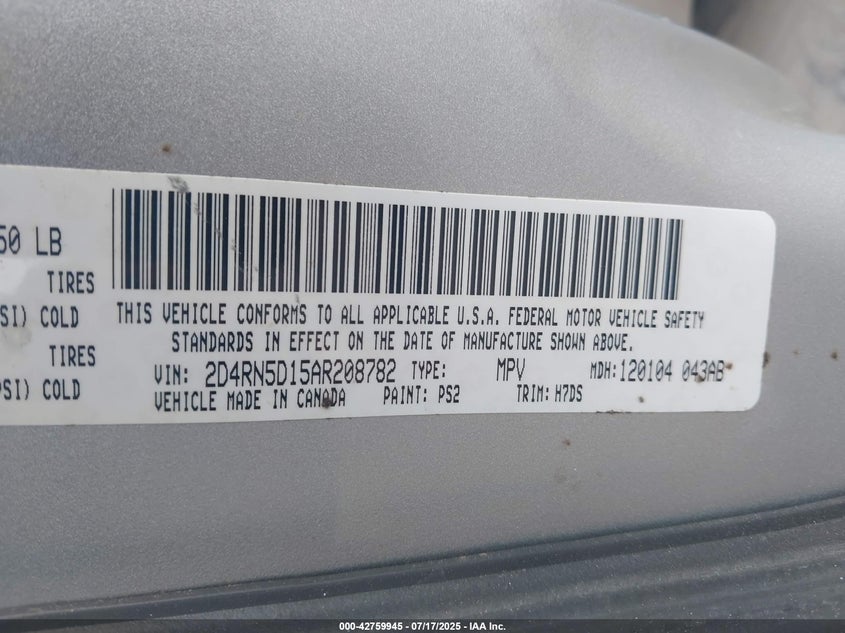 50 LB
TIRES
SI) COLD
TIRES
PSI) COLD
THIS VEHICLE CONFORMS TO ALL APPLICABLE U.S.A. FEDERAL MOTOR VEHICLE SAFETY
STANDARDS IN EFFECT ON THE DATE OF MANUFACTURE SHOWN ABOVE.
VIN: 2D4RN5D15AR208782 TYPE: MPV MDH:120104 043AB
VEHICLE MADE IN CANADA PAINT: PS2 TRIM: H7DS
000-42759945 - 07/17/2025 - IAA Inc.